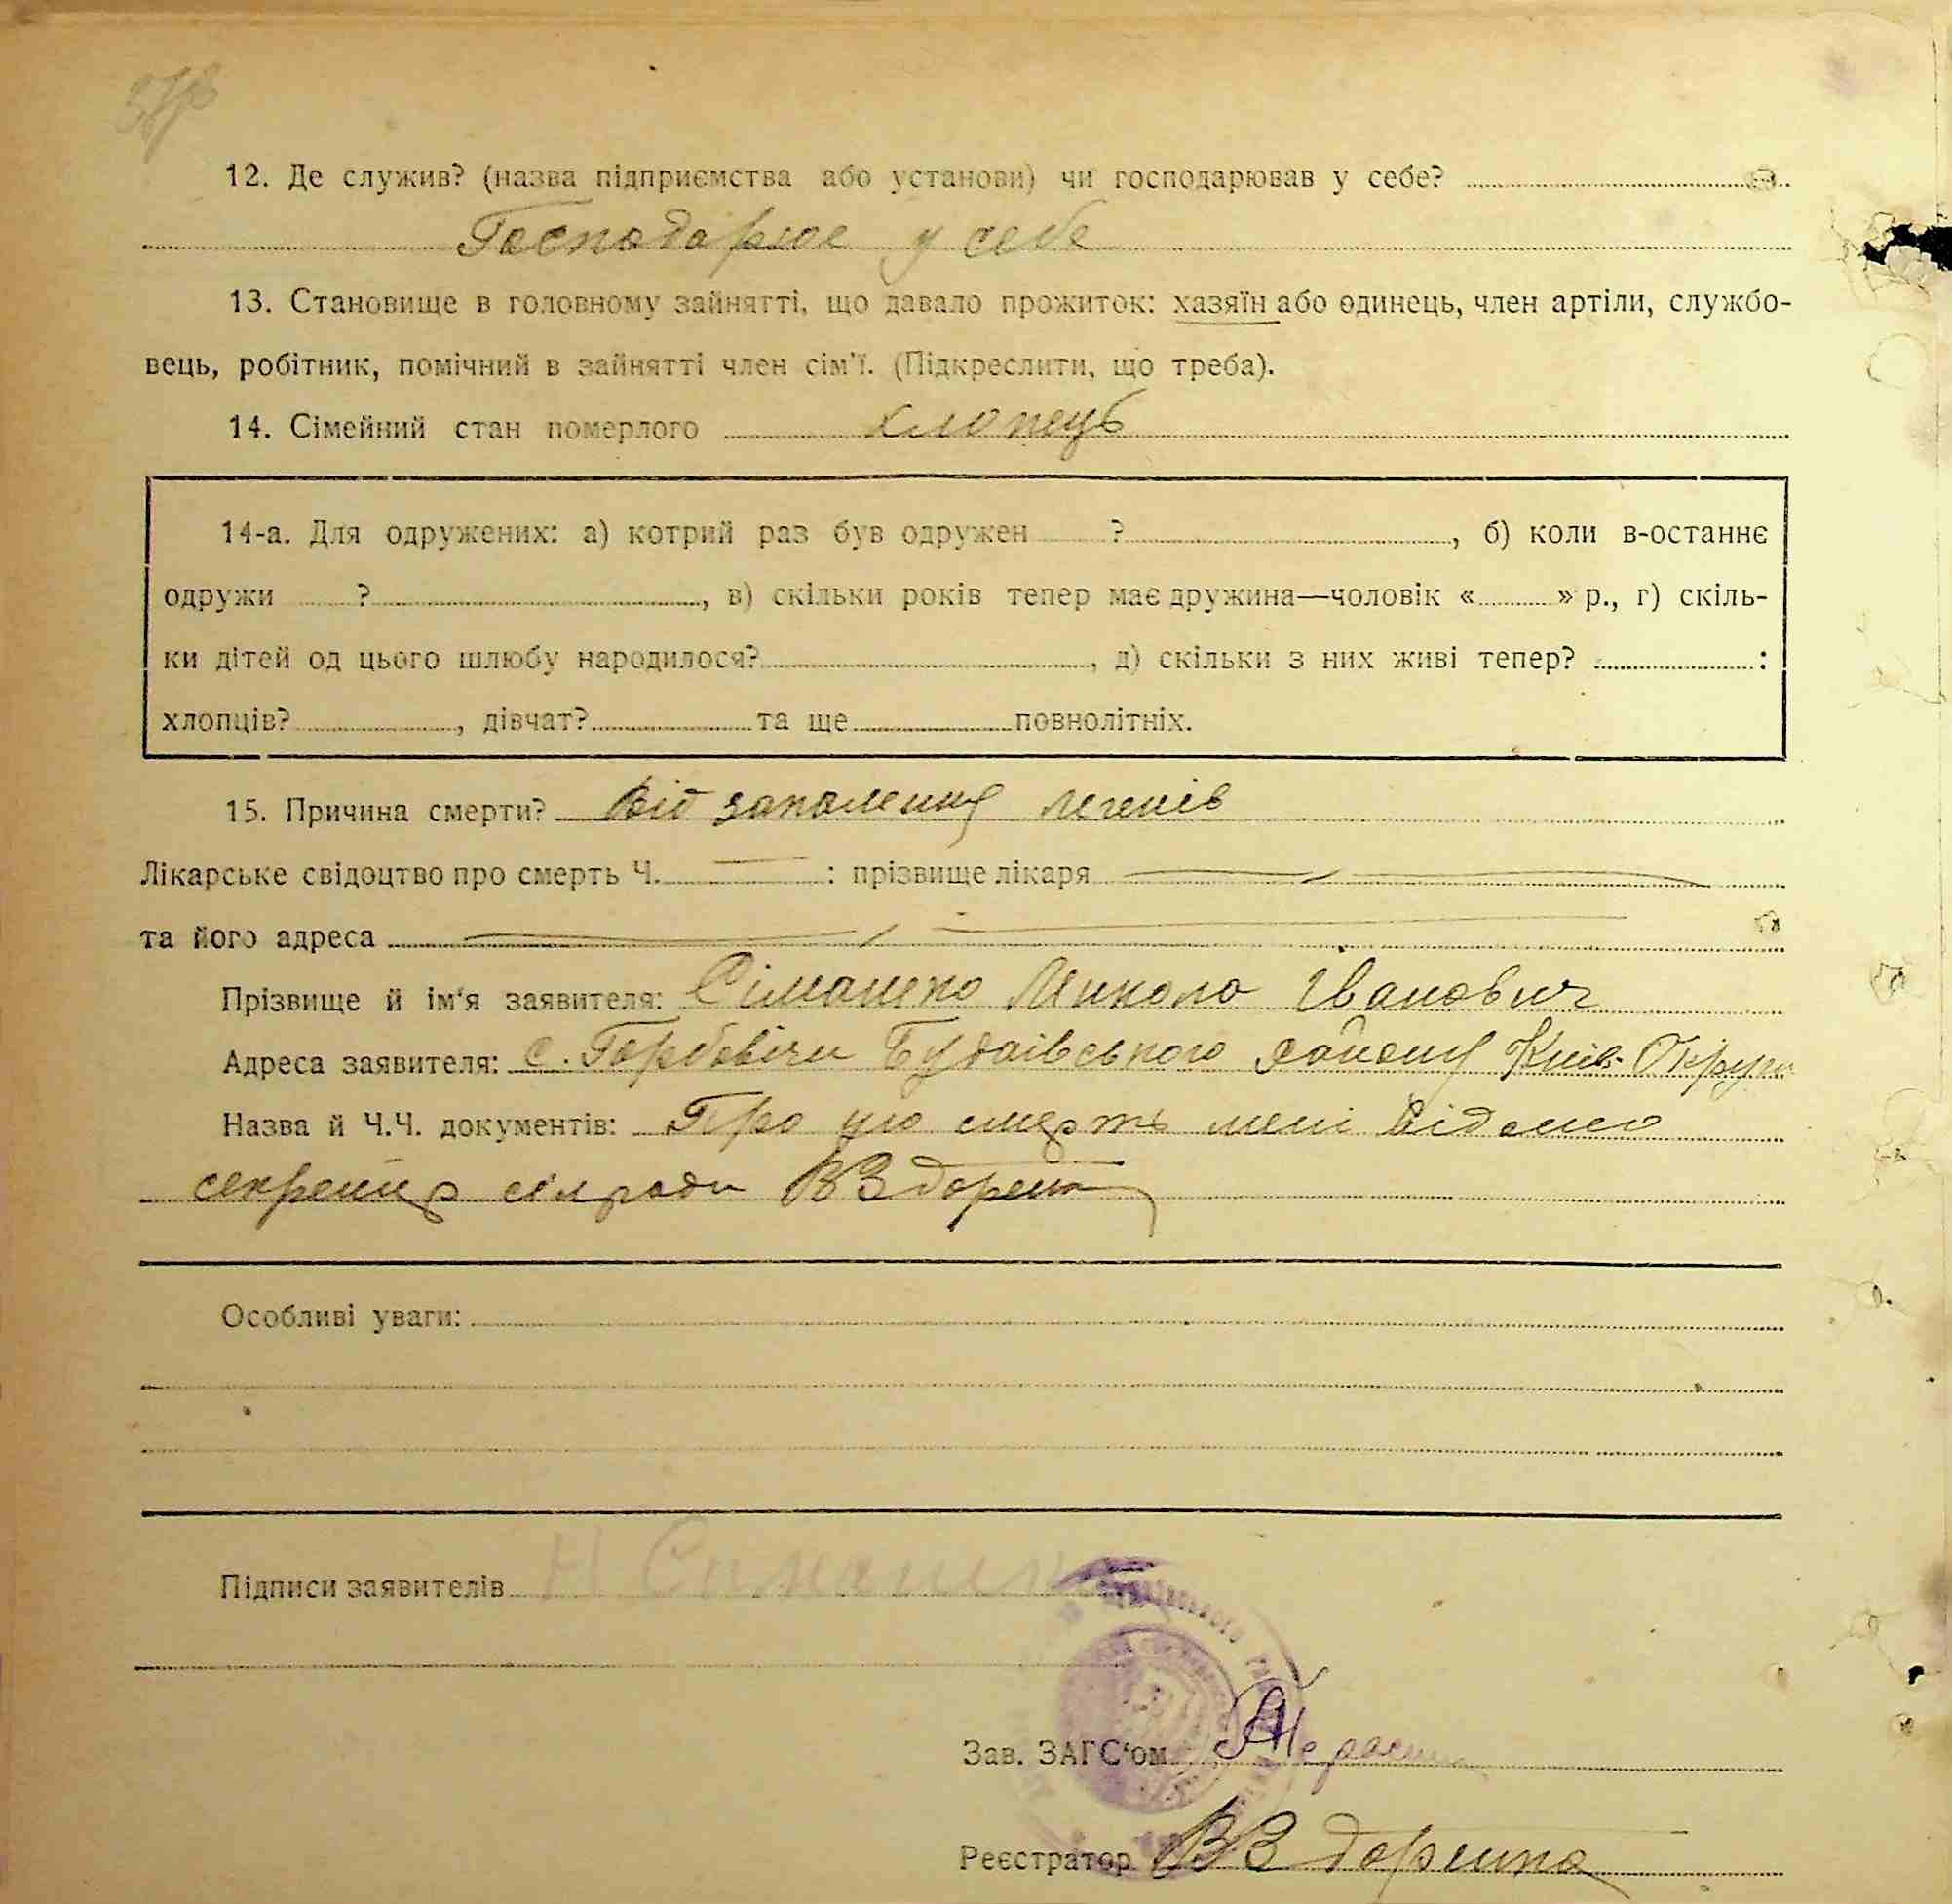 12. Де служив? (назва підприємства або установи) чи господарював у себе?
Господарює у себе
13. Становище в головному зайнятті, що давало прожиток: хазяїн або одинець, член артіли, службо-
вець, робітник, помічний в зайнятті член сім'ї. (Підкреслити, що треба).
14. Сімейний стан померлого хлопець
14-а. Для одружених: а) котрий раз був одружен ? , б) коли в-останнє
одружи ? , в) скільки років тепер має дружина—чоловік « » р., г) скіль-
ки дітей од цього шлюбу народилося? , д) скільки з них живі тепер? :
хлопців? , дівчат? та ще повнолітніх.
15. Причина смерти? Від запалення легенів
Лікарське свідоцтво про смерть Ч. — : прізвище лікаря —
та його адреса —
Прізвище й ім'я заявителя: Сіманенко Микола Іванович
Адреса заявителя: с. Горбовічи Будаївського району Київ. Округи
Назва й Ч.Ч. документів: Про цю смерть мені відомо
секретар сілради
Особливі уваги:
Підписи заявителів
Зав. ЗАГС'ом
Реєстратор